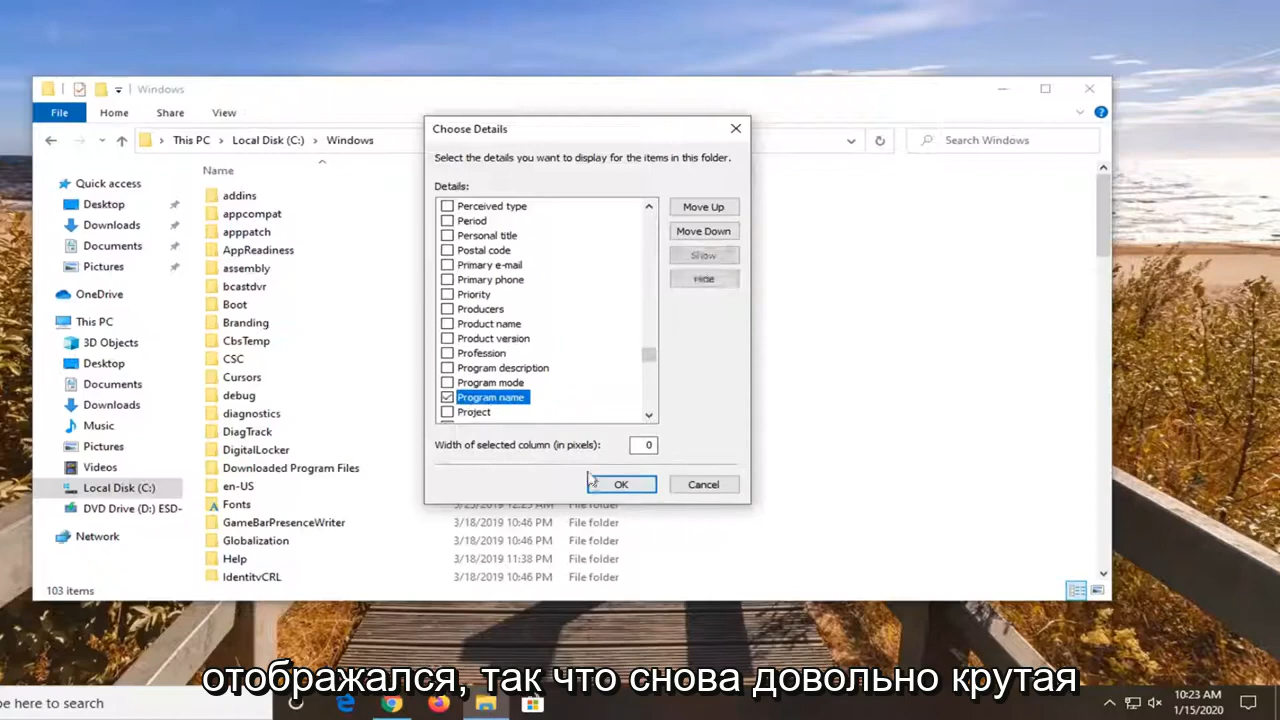 Windows
File Home Share View
This PC > Local Disk (C:) > Windows
Search Windows
Quick access
Desktop
Downloads
Documents
Pictures
OneDrive
This PC
3D Objects
Desktop
Documents
Downloads
Music
Pictures
Videos
Local Disk (C:)
DVD Drive (D:) ESD-
Network
Name
addins
appcompat
apppatch
AppReadiness
assembly
bcastdvr
Boot
Branding
CbsTemp
CSC
Cursors
debug
diagnostics
DiagTrack
DigitalLocker
Downloaded Program Files
en-US
Fonts
GameBarPresenceWriter 3/18/2019 10:46 PM File folder
Globalization 3/18/2019 10:46 PM File folder
Help 3/18/2019 11:38 PM File folder
IdentityCRL 3/18/2019 10:46 PM File folder
103 items
Choose Details
Select the details you want to display for the items in this folder.
Details:
Perceived type
Period
Personal title
Postal code
Primary e-mail
Primary phone
Priority
Producers
Product name
Product version
Profession
Program description
Program mode
Program name
Project
Move Up
Move Down
Show
Hide
Width of selected column (in pixels): 0
OK Cancel
отображался, так что снова довольно крутая
pe here to search
10:23 AM
1/15/2020